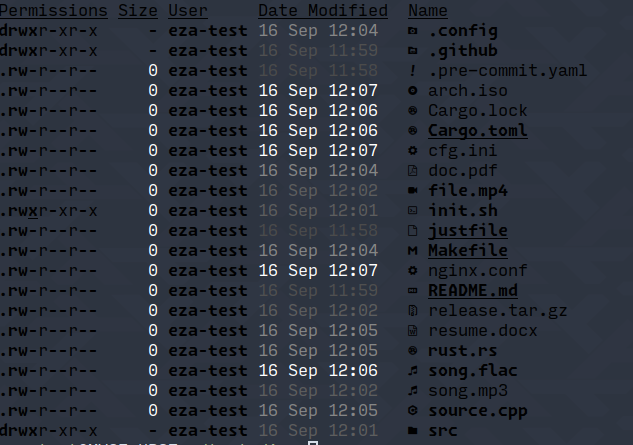 Permissions Size User Date Modified Name
drwxr-xr-x - eza-test 16 Sep 12:04 .config
drwxr-xr-x - eza-test 16 Sep 11:59 .github
.rw-r--r-- 0 eza-test 16 Sep 11:58 .pre-commit.yaml
.rw-r--r-- 0 eza-test 16 Sep 12:07 arch.iso
.rw-r--r-- 0 eza-test 16 Sep 12:06 Cargo.lock
.rw-r--r-- 0 eza-test 16 Sep 12:06 Cargo.toml
.rw-r--r-- 0 eza-test 16 Sep 12:07 cfg.ini
.rw-r--r-- 0 eza-test 16 Sep 12:04 doc.pdf
.rw-r--r-- 0 eza-test 16 Sep 12:02 file.mp4
.rwxr-xr-x 0 eza-test 16 Sep 12:01 init.sh
.rw-r--r-- 0 eza-test 16 Sep 11:58 justfile
.rw-r--r-- 0 eza-test 16 Sep 12:04 Makefile
.rw-r--r-- 0 eza-test 16 Sep 12:07 nginx.conf
.rw-r--r-- 0 eza-test 16 Sep 11:59 README.md
.rw-r--r-- 0 eza-test 16 Sep 12:02 release.tar.gz
.rw-r--r-- 0 eza-test 16 Sep 12:05 resume.docx
.rw-r--r-- 0 eza-test 16 Sep 12:05 rust.rs
.rw-r--r-- 0 eza-test 16 Sep 12:06 song.flac
.rw-r--r-- 0 eza-test 16 Sep 12:02 song.mp3
.rw-r--r-- 0 eza-test 16 Sep 12:05 source.cpp
drwxr-xr-x - eza-test 16 Sep 12:01 src